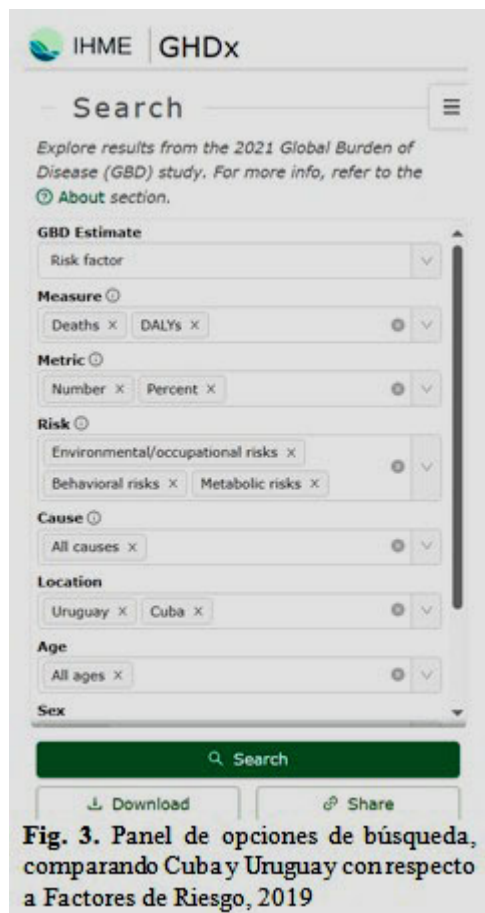 IHME | GHDx
Search
Explore results from the 2021 Global Burden of
Disease (GBD) study. For more info, refer to the
? About section.
GBD Estimate
Risk factor
Measure ⓘ
Deaths × DALYs ×
Metric ⓘ
Number × Percent ×
Risk ⓘ
Environmental/occupational risks ×
Behavioral risks × Metabolic risks ×
Cause ⓘ
All causes ×
Location
Uruguay × Cuba ×
Age
All ages ×
Sex
Search
Download Share
Fig. 3. Panel de opciones de búsqueda,
comparando Cuba y Uruguay con respecto
a Factores de Riesgo, 2019